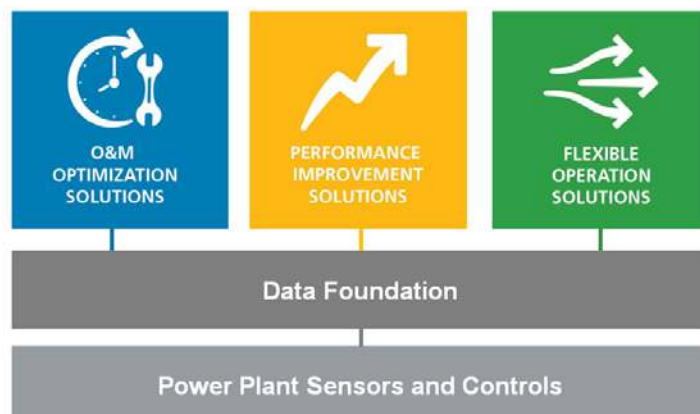 O&M
OPTIMIZATION
SOLUTIONS
PERFORMANCE
IMPROVEMENT
SOLUTIONS
FLEXIBLE
OPERATION
SOLUTIONS
Data Foundation
Power Plant Sensors and Controls